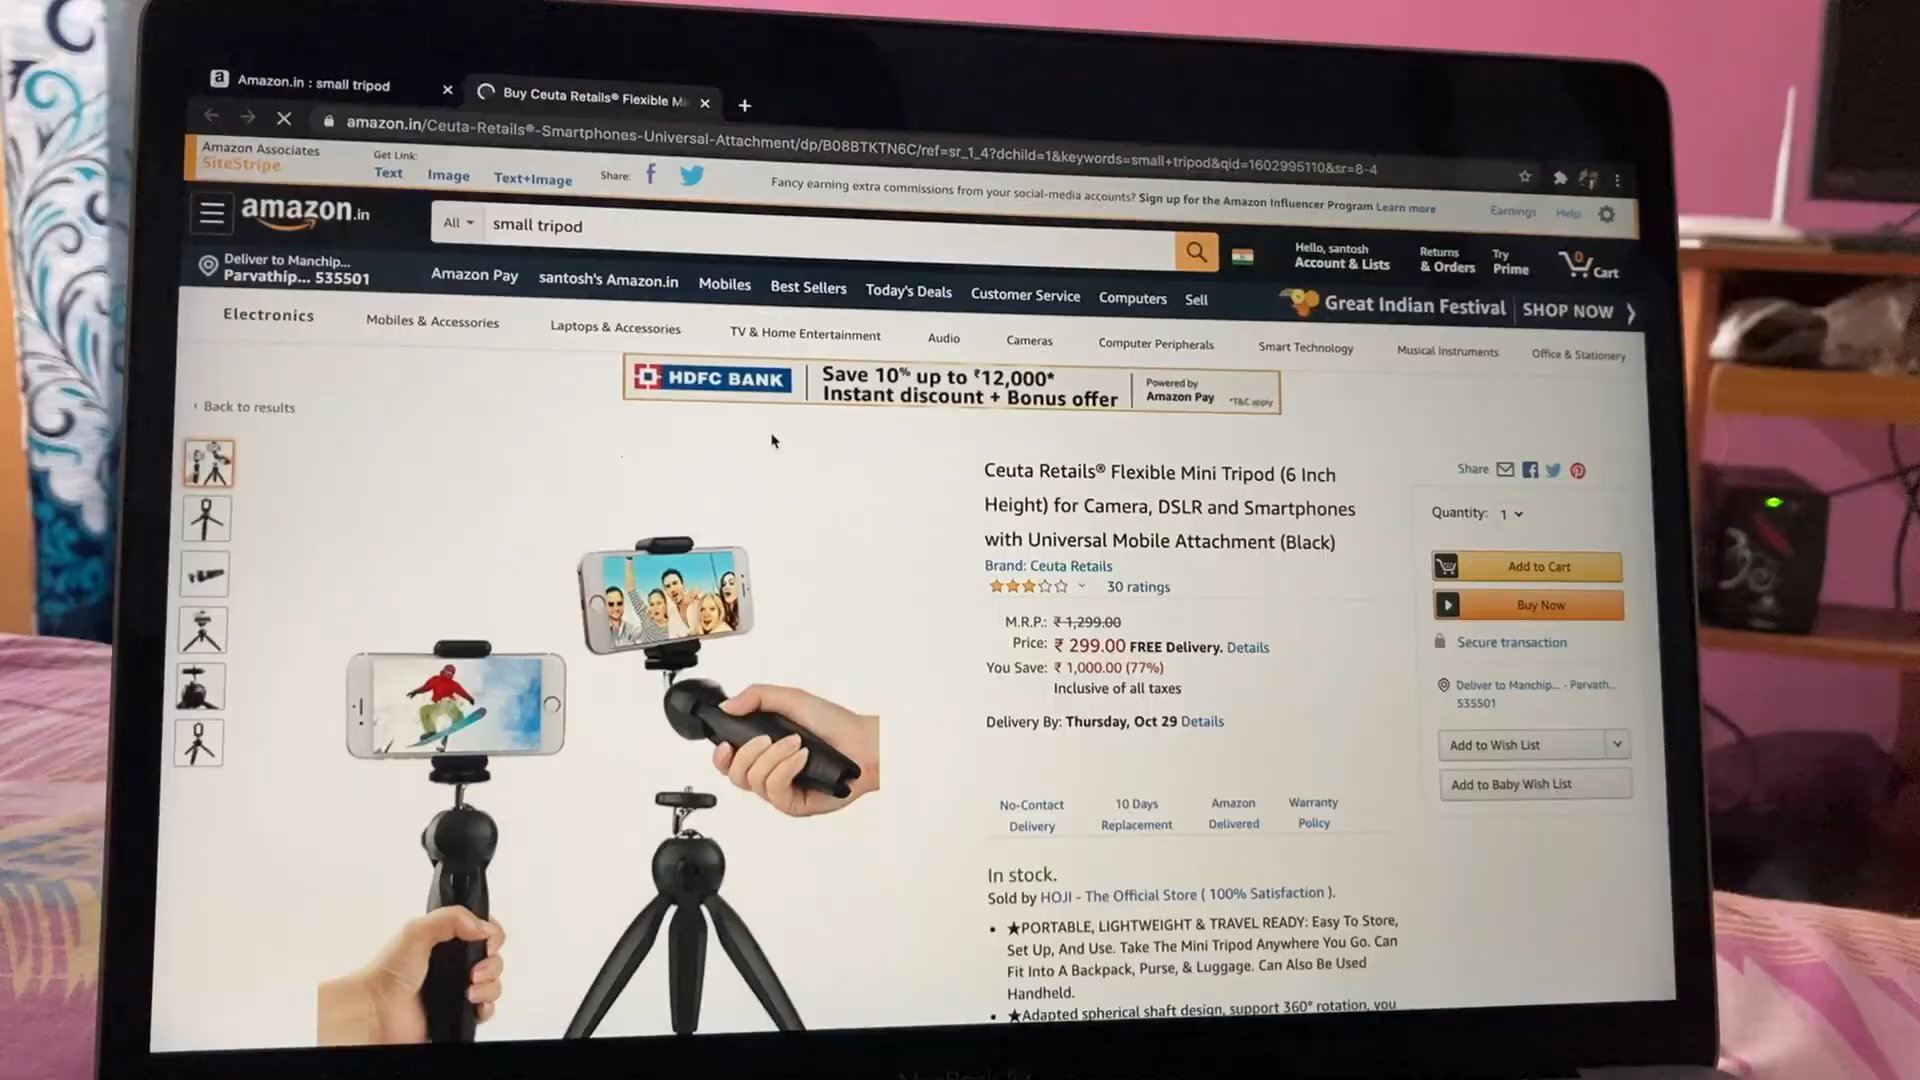 Amazon.in : small tripod
Buy Ceuta Retails® Flexible Mi
amazon.in/Ceuta-Retails®-Smartphones-Universal-Attachment/dp/B08BTKTN6C/ref=sr_1_4?dchild=1&keywords=small+tripod&qid=1602995110&sr=8-4
Amazon Associates
SiteStripe
Get Link:
Text Image Text+Image
Share:
Fancy earning extra commissions from your social-media accounts? Sign up for the Amazon Influencer Program Learn more
Earnings Help
amazon.in
All
small tripod
Hello, santosh
Account & Lists
Returns
& Orders
Try
Prime
0
Cart
Deliver to Manchip...
Parvathip... 535501
Amazon Pay santosh's Amazon.in Mobiles Best Sellers Today's Deals Customer Service Computers Sell
Great Indian Festival SHOP NOW
Electronics Mobiles & Accessories Laptops & Accessories TV & Home Entertainment Audio Cameras Computer Peripherals Smart Technology Musical Instruments Office & Stationery
HDFC BANK
Save 10% up to ₹12,000*
Instant discount + Bonus offer
Powered by
Amazon Pay
*T&C apply
‹ Back to results
Ceuta Retails® Flexible Mini Tripod (6 Inch
Height) for Camera, DSLR and Smartphones
with Universal Mobile Attachment (Black)
Brand: Ceuta Retails
30 ratings
M.R.P.: ₹ 1,299.00
Price: ₹ 299.00 FREE Delivery. Details
You Save: ₹ 1,000.00 (77%)
Inclusive of all taxes
Delivery By: Thursday, Oct 29 Details
No-Contact
Delivery
10 Days
Replacement
Amazon
Delivered
Warranty
Policy
In stock.
Sold by HOJI - The Official Store ( 100% Satisfaction ).
• ★PORTABLE, LIGHTWEIGHT & TRAVEL READY: Easy To Store,
Set Up, And Use. Take The Mini Tripod Anywhere You Go. Can
Fit Into A Backpack, Purse, & Luggage. Can Also Be Used
Handheld.
• ★Adapted spherical shaft design, support 360° rotation, you
Share
Quantity: 1
Add to Cart
Buy Now
Secure transaction
Deliver to Manchip... - Parvath...
535501
Add to Wish List
Add to Baby Wish List